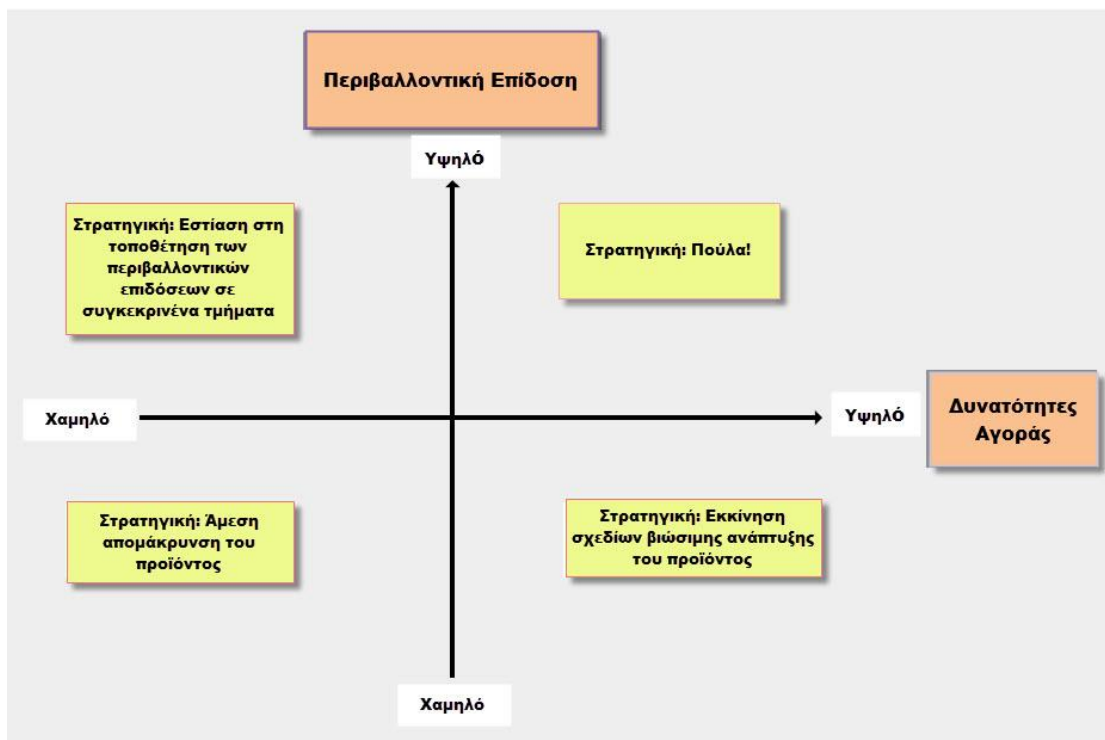 Περιβαλλοντική Επίδοση
Υψηλό
Στρατηγική: Εστίαση στη
τοποθέτηση των
περιβαλλοντικών
επιδόσεων σε
συγκεκρινένα τμήματα
Στρατηγική: Πούλα!
Χαμηλό
Υψηλό
Δυνατότητες
Αγοράς
Στρατηγική: Άμεση
απομάκρυνση του
προϊόντος
Στρατηγική: Εκκίνηση
σχεδίων βιώσιμης ανάπτυξης
του προϊόντος
Χαμηλό